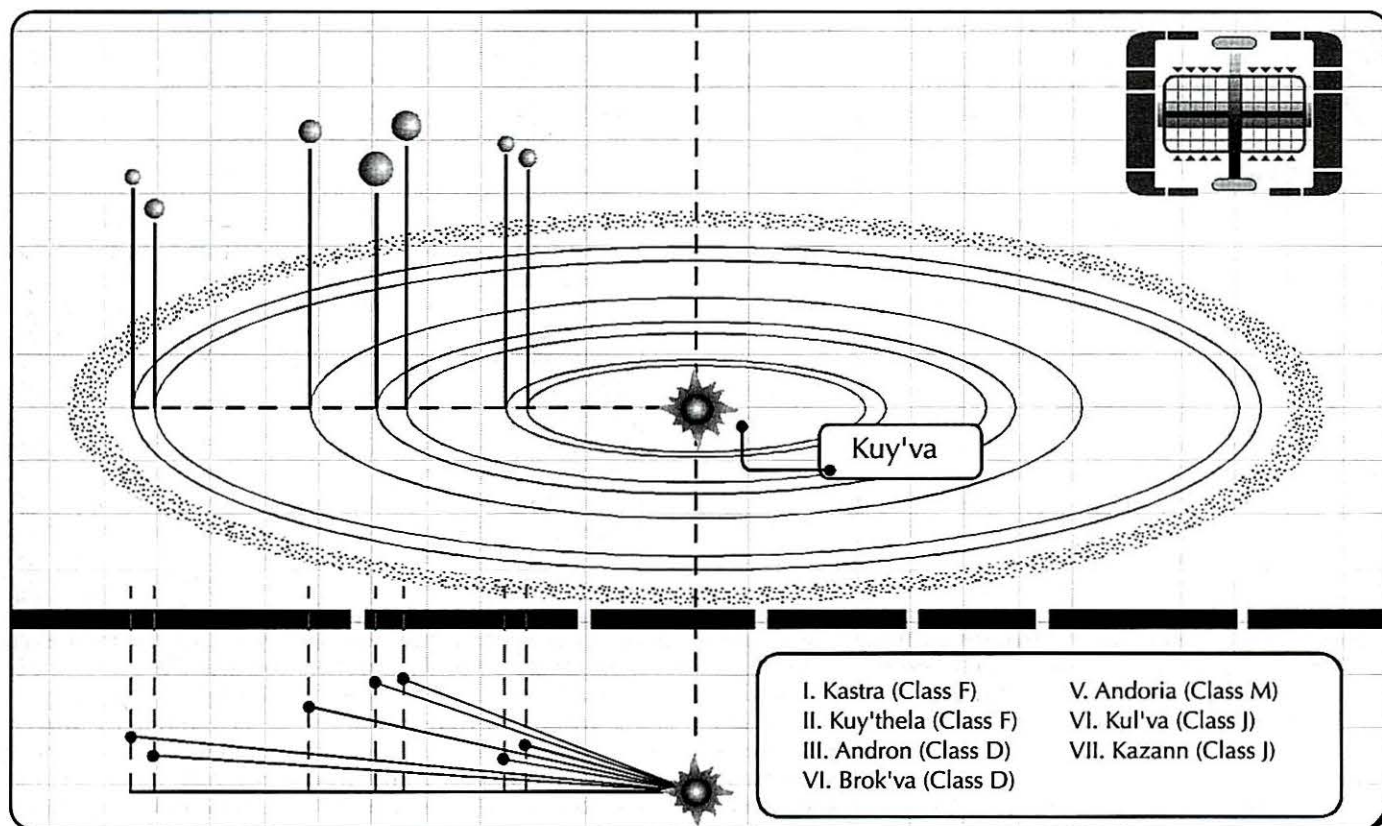 Kuy'va
I. Kastra (Class F)
II. Kuy'thela (Class F)
III. Andron (Class D)
VI. Brok'va (Class D)
V. Andoria (Class M)
VI. Kul'va (Class J)
VII. Kazann (Class J)